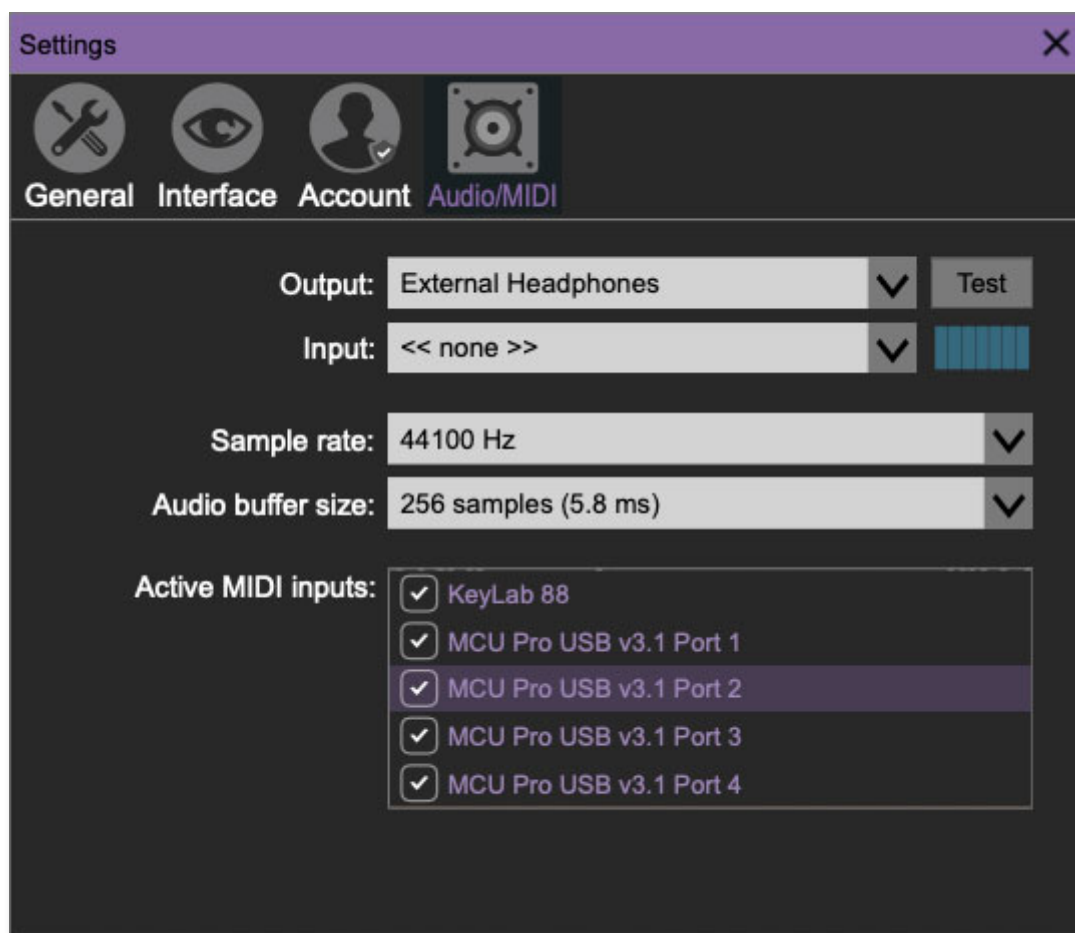 Settings
General Interface Account Audio/MIDI
Output: External Headphones Test
Input: << none >>
Sample rate: 44100 Hz
Audio buffer size: 256 samples (5.8 ms)
Active MIDI inputs:
KeyLab 88
MCU Pro USB v3.1 Port 1
MCU Pro USB v3.1 Port 2
MCU Pro USB v3.1 Port 3
MCU Pro USB v3.1 Port 4